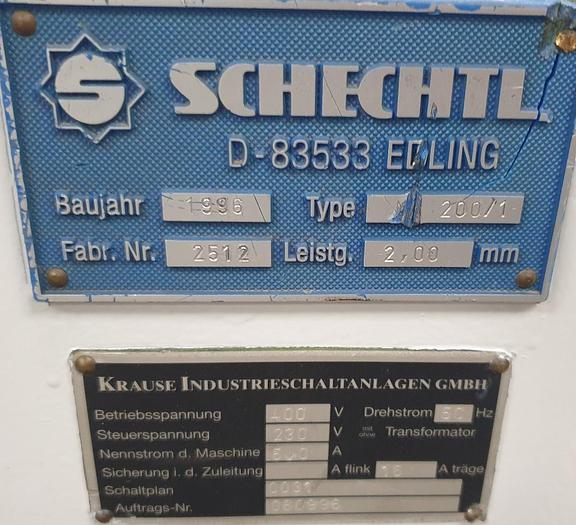 S SCHECHTL
D-83533 EDLING
Baujahr 1996 Type 200/1
Fabr. Nr. 2512 Leistg. 2,00 mm
KRAUSE INDUSTRIESCHALTANLAGEN GMBH
Betriebsspannung 400 V Drehstrom 50 Hz
Steuerspannung 230 V mit ohne Transformator
Nennstrom d. Maschine A
Sicherung i. d. Zuleitung A flink 16 A träge
Schaltplan
Auftrags-Nr.